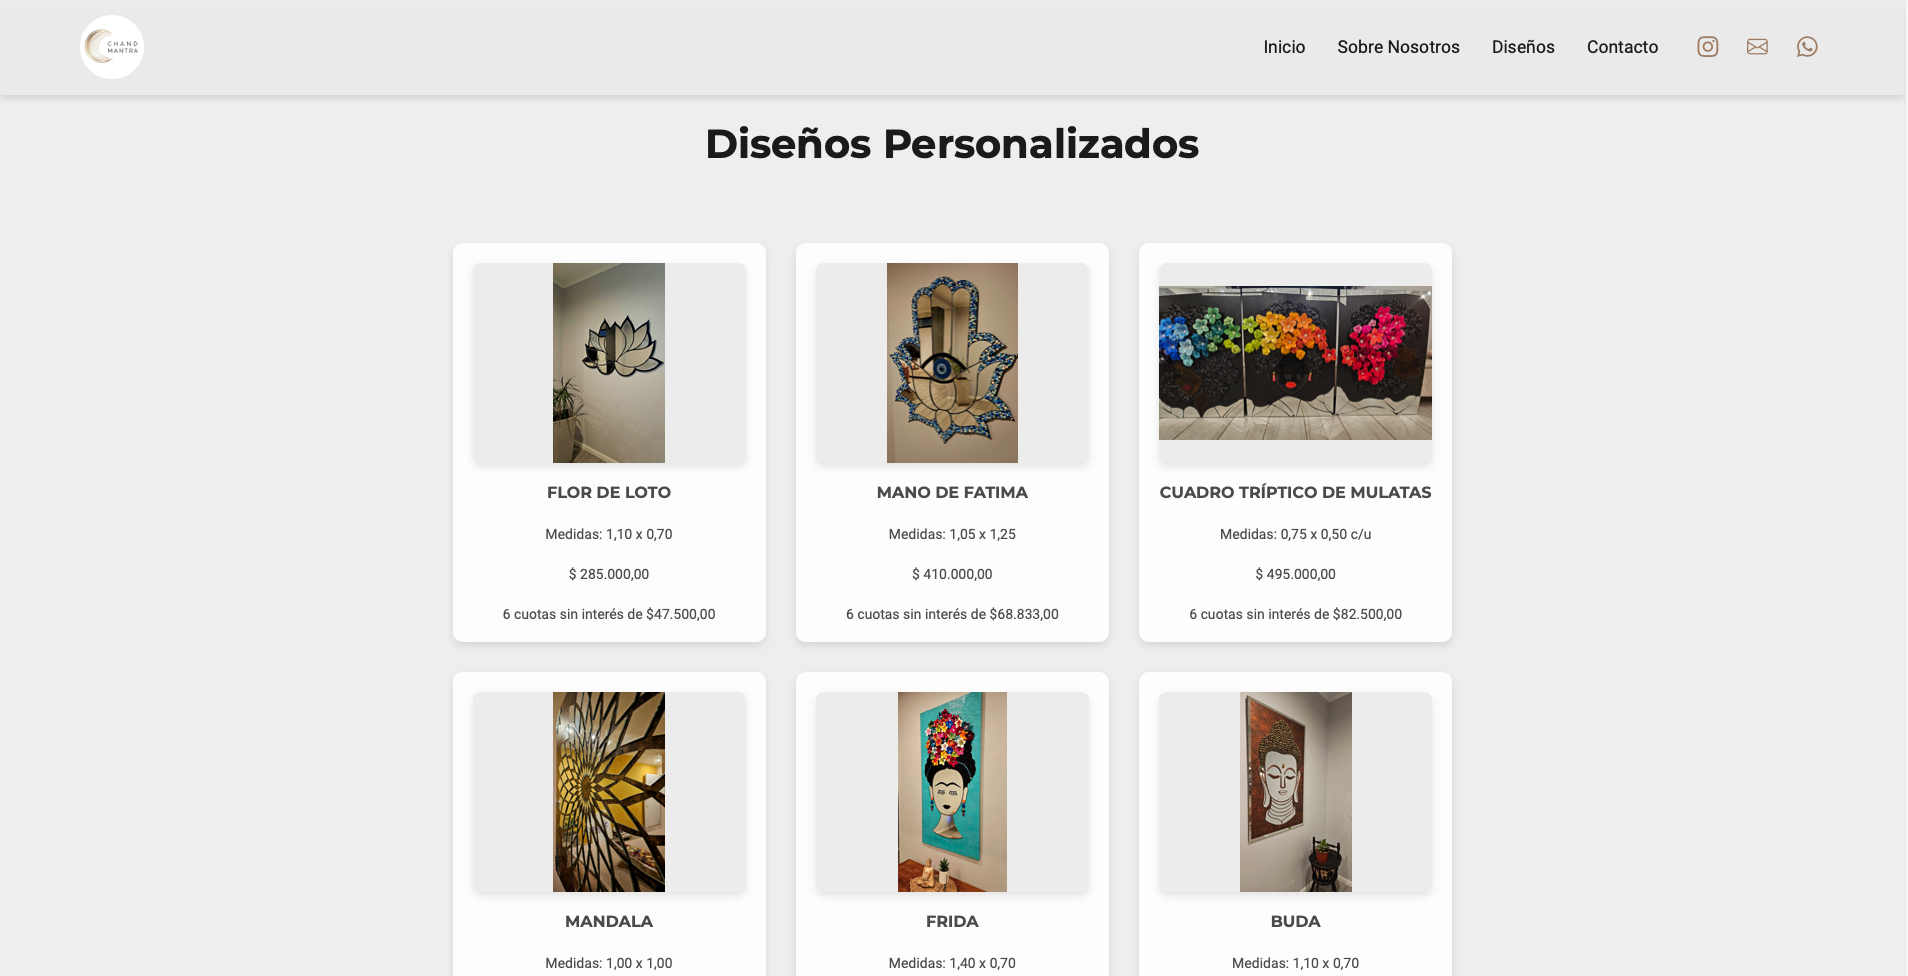 CHAND
MANTRA
Inicio
Sobre Nosotros
Diseños
Contacto
Diseños Personalizados
FLOR DE LOTO
Medidas: 1,10 x 0,70
$ 285.000,00
6 cuotas sin interés de $47.500,00
MANO DE FATIMA
Medidas: 1,05 x 1,25
$ 410.000,00
6 cuotas sin interés de $68.833,00
CUADRO TRÍPTICO DE MULATAS
Medidas: 0,75 x 0,50 c/u
$ 495.000,00
6 cuotas sin interés de $82.500,00
MANDALA
Medidas: 1,00 x 1,00
FRIDA
Medidas: 1,40 x 0,70
BUDA
Medidas: 1,10 x 0,70